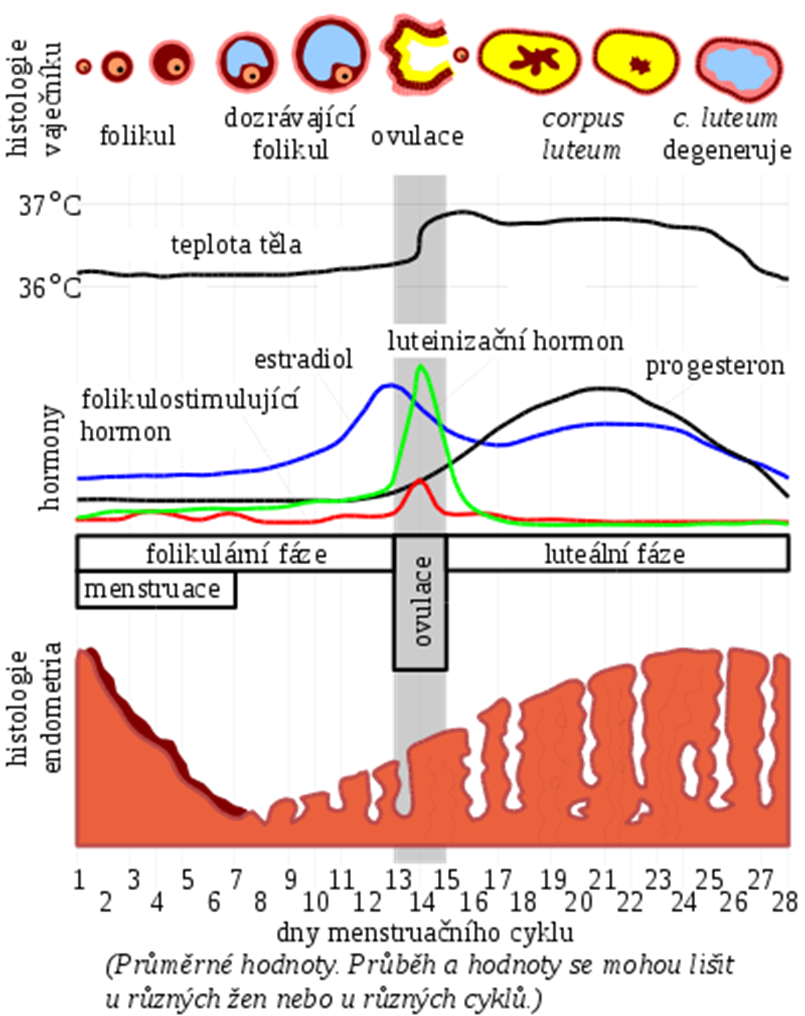 histologie
vaječníku
folikul
dozrávající
folikul
ovulace
corpus
luteum
c. luteum
degeneruje
37°C
teplota těla
36°C
luteinizační hormon
estradiol
progesteron
folikulostimulující
hormon
hormony
folikulární fáze
ovulace
luteální fáze
menstruace
histologie
endometria
1 3 5 7 9 11 13 15 17 19 21 23 25 27
2 4 6 8 10 12 14 16 18 20 22 24 26 28
dny menstruačního cyklu
(Průměrné hodnoty. Průběh a hodnoty se mohou lišit
u různých žen nebo u různých cyklů.)